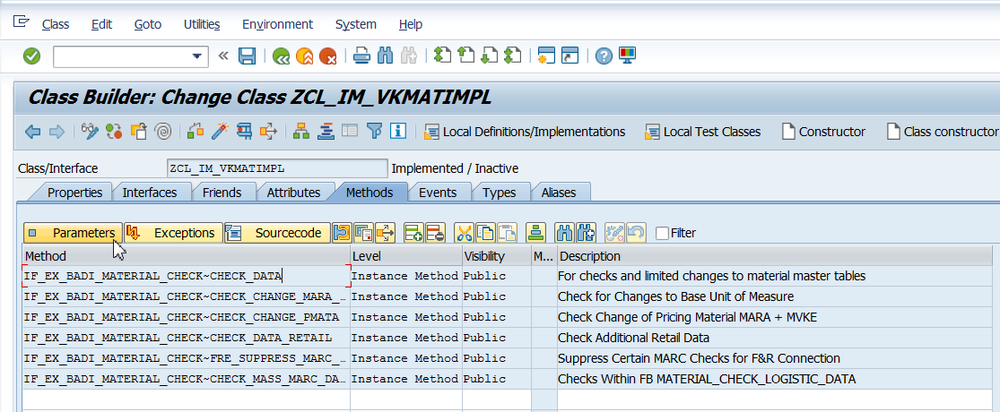 Class Edit Goto Utilities Environment System Help
Class Builder: Change Class ZCL_IM_VKMATIMPL
Local Definitions/Implementations Local Test Classes Constructor Class constructor
Class/Interface ZCL_IM_VKMATIMPL Implemented / Inactive
Properties Interfaces Friends Attributes Methods Events Types Aliases
Parameters Exceptions Sourcecode Filter
Method Level Visibility M... Description
IF_EX_BADI_MATERIAL_CHECK~CHECK_DATA Instance Method Public For checks and limited changes to material master tables
IF_EX_BADI_MATERIAL_CHECK~CHECK_CHANGE_MARA_... Instance Method Public Check for Changes to Base Unit of Measure
IF_EX_BADI_MATERIAL_CHECK~CHECK_CHANGE_PMATA Instance Method Public Check Change of Pricing Material MARA + MVKE
IF_EX_BADI_MATERIAL_CHECK~CHECK_DATA_RETAIL Instance Method Public Check Additional Retail Data
IF_EX_BADI_MATERIAL_CHECK~FRE_SUPPRESS_MARC_... Instance Method Public Suppress Certain MARC Checks for F&R Connection
IF_EX_BADI_MATERIAL_CHECK~CHECK_MASS_MARC_DA... Instance Method Public Checks Within FB MATERIAL_CHECK_LOGISTIC_DATA